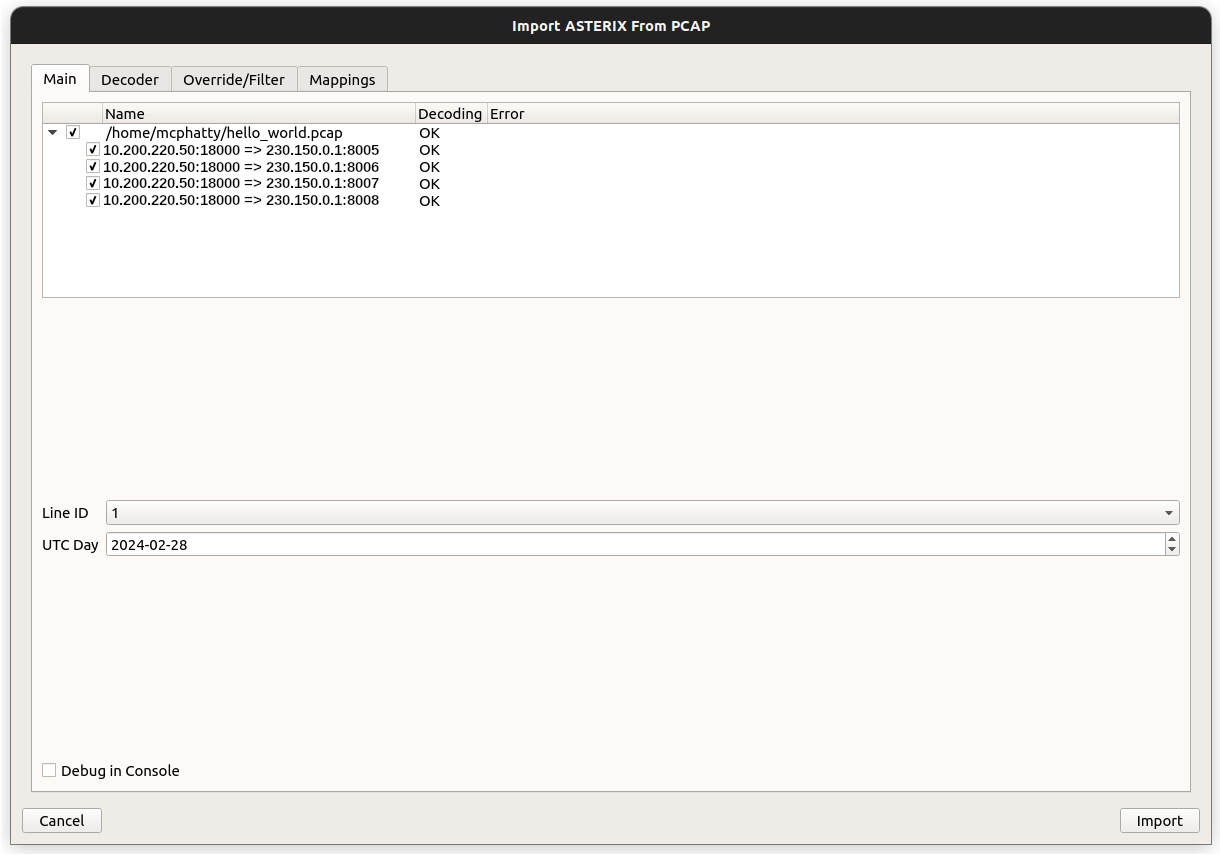 Import ASTERIX From PCAP
Main Decoder Override/Filter Mappings
Name Decoding Error
/home/mcphatty/hello_world.pcap OK
10.200.220.50:18000 => 230.150.0.1:8005 OK
10.200.220.50:18000 => 230.150.0.1:8006 OK
10.200.220.50:18000 => 230.150.0.1:8007 OK
10.200.220.50:18000 => 230.150.0.1:8008 OK
Line ID 1
UTC Day 2024-02-28
Debug in Console
Cancel Import